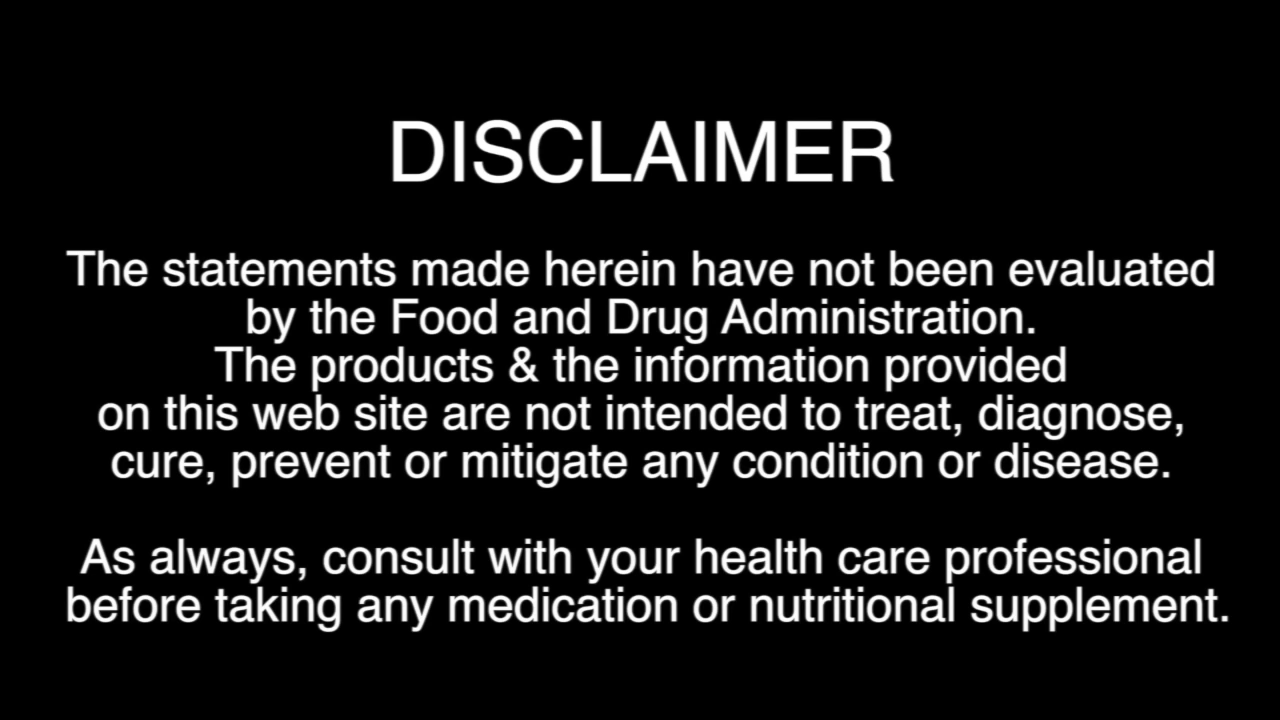 DISCLAIMER
The statements made herein have not been evaluated
by the Food and Drug Administration.
The products & the information provided
on this web site are not intended to treat, diagnose,
cure, prevent or mitigate any condition or disease.
As always, consult with your health care professional
before taking any medication or nutritional supplement.